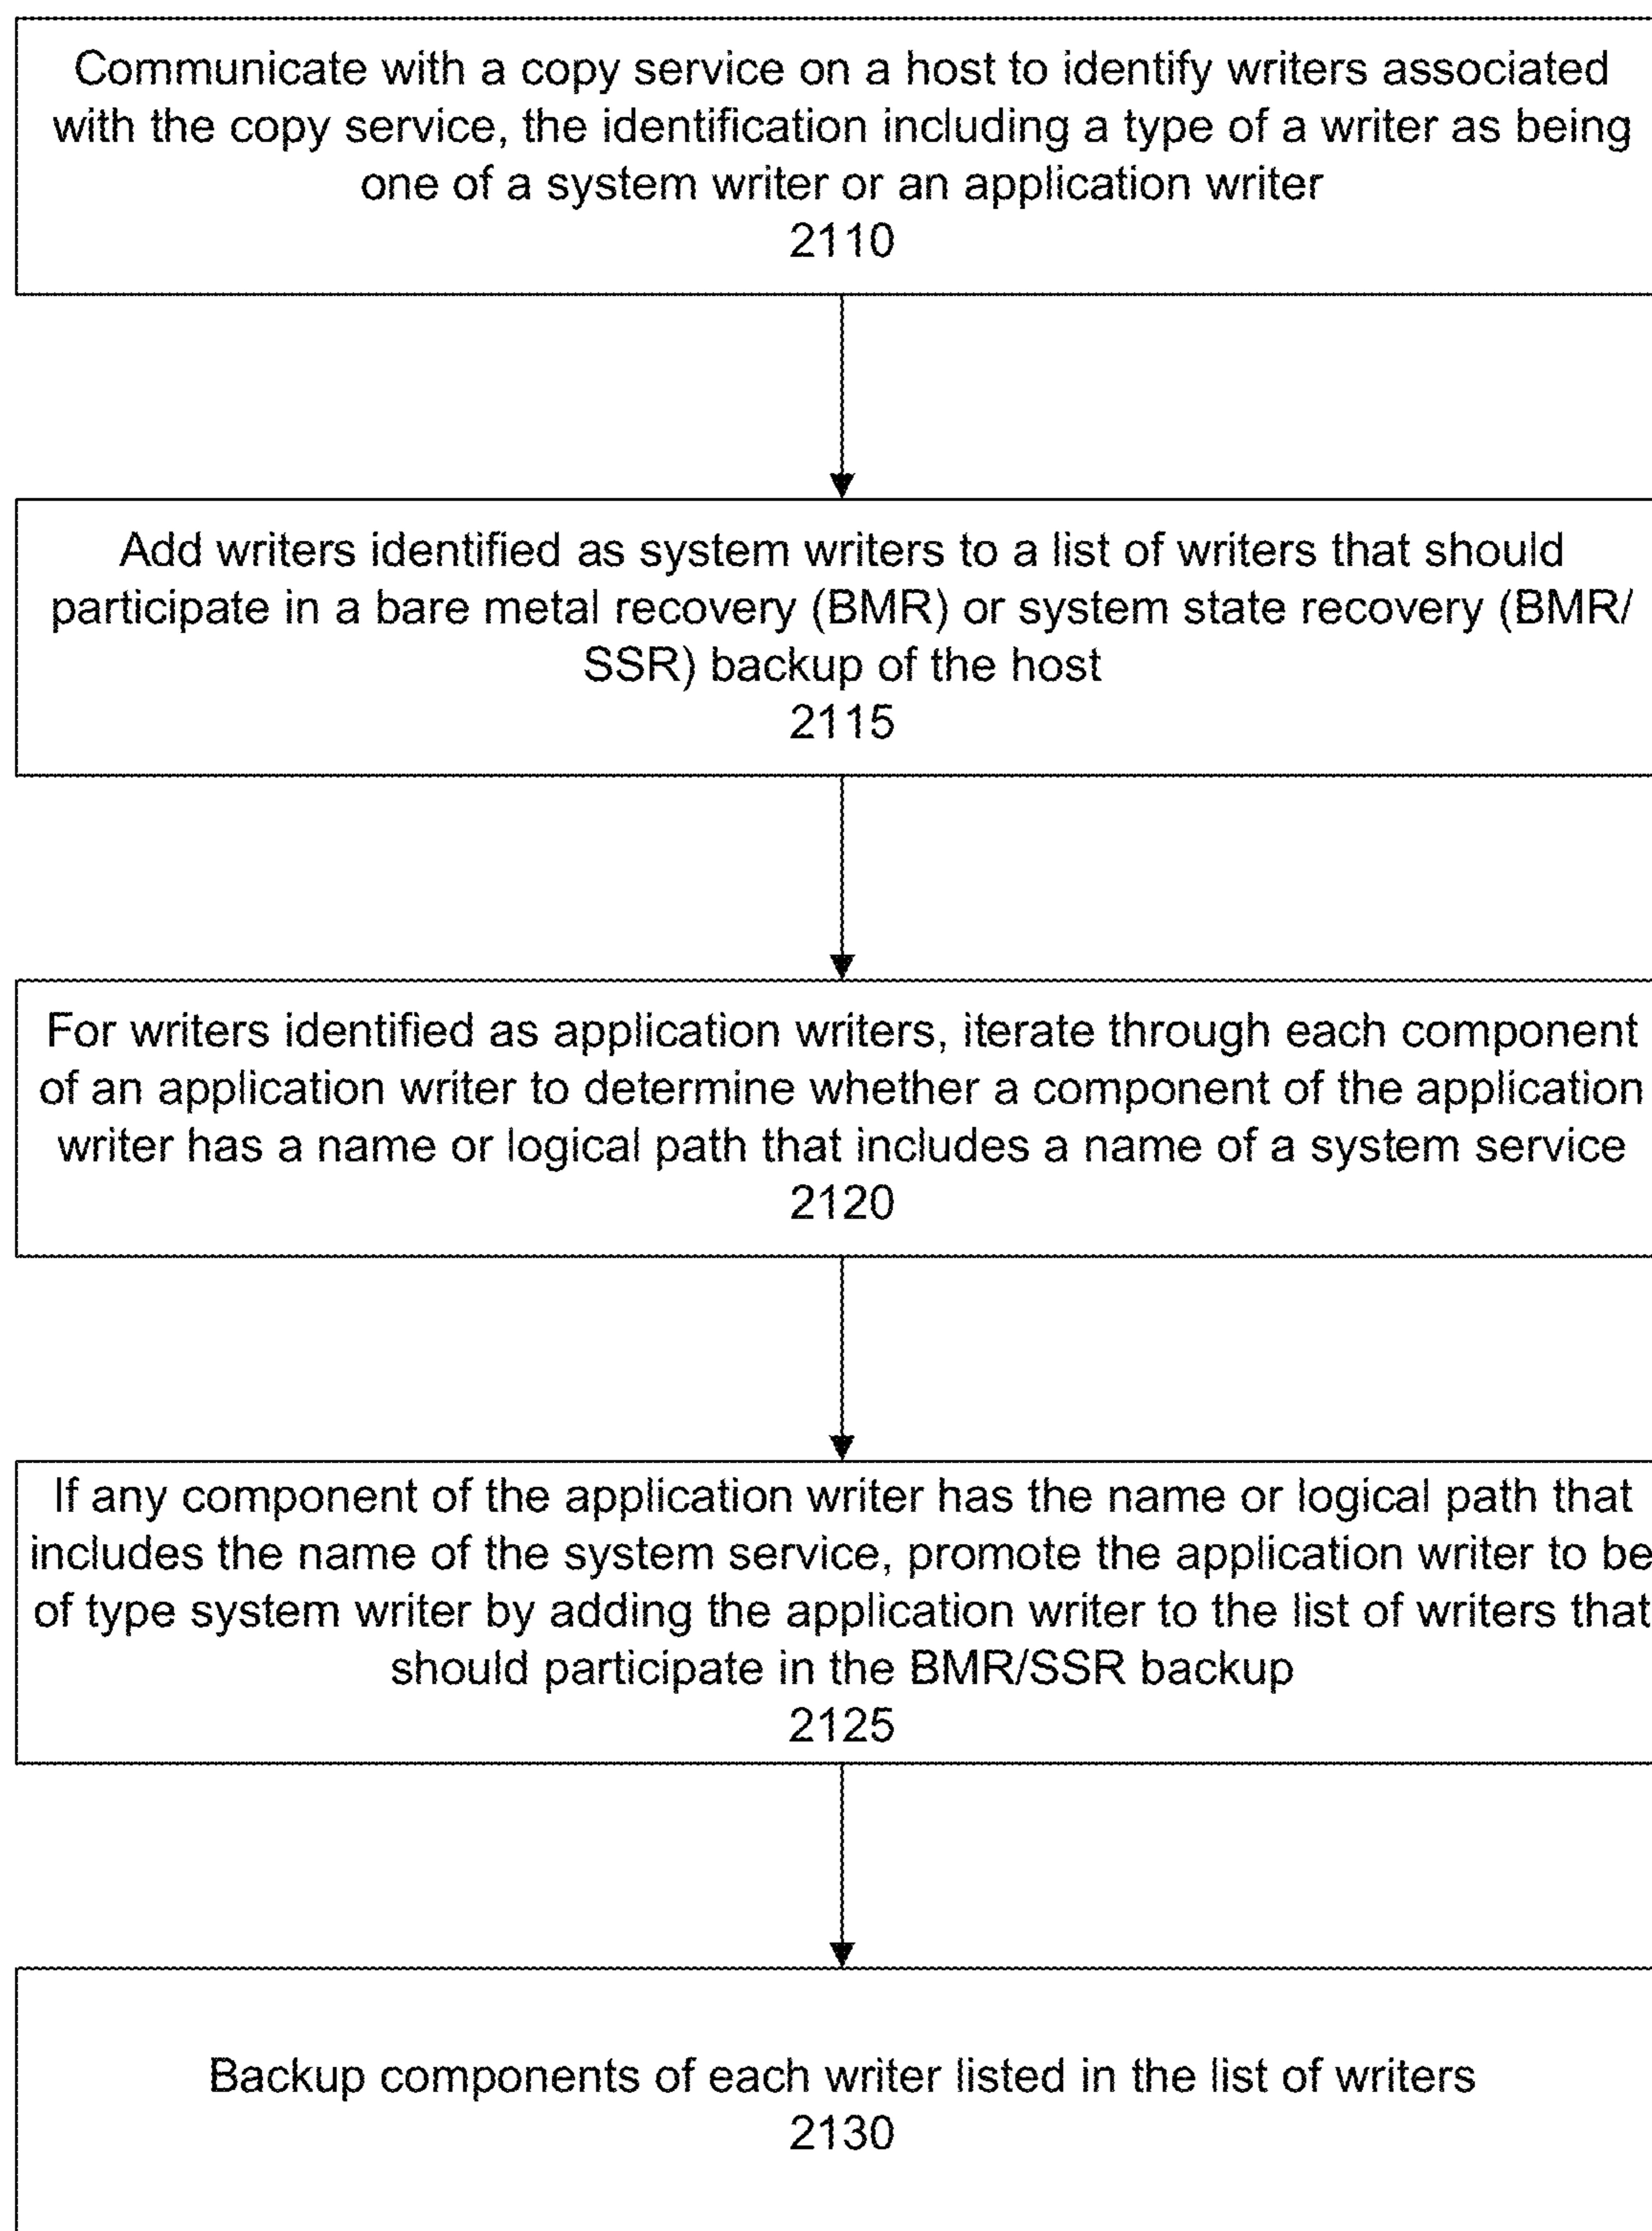 Communicate with a copy service on a host to identify writers associated
with the copy service, the identification including a type of a writer as being
one of a system writer or an application writer
2110
Add writers identified as system writers to a list of writers that should
participate in a bare metal recovery (BMR) or system state recovery (BMR/
SSR) backup of the host
2115
For writers identified as application writers, iterate through each component
of an application writer to determine whether a component of the application
writer has a name or logical path that includes a name of a system service
2120
If any component of the application writer has the name or logical path that
includes the name of the system service, promote the application writer to be
of type system writer by adding the application writer to the list of writers that
should participate in the BMR/SSR backup
2125
Backup components of each writer listed in the list of writers
2130